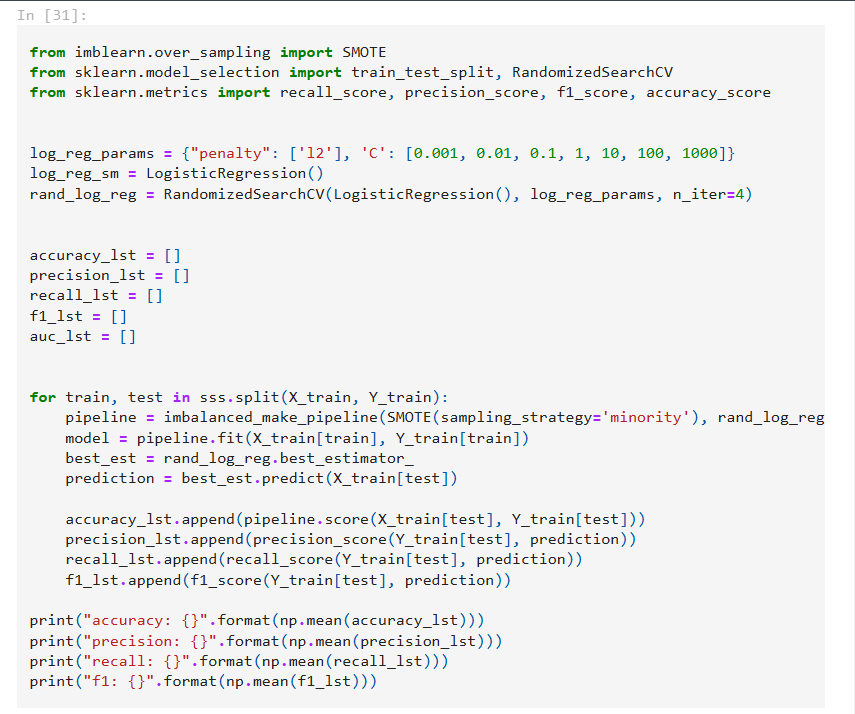 In [31]:
from imblearn.over_sampling import SMOTE
from sklearn.model_selection import train_test_split, RandomizedSearchCV
from sklearn.metrics import recall_score, precision_score, f1_score, accuracy_score
log_reg_params = {"penalty": ['l2'], 'C': [0.001, 0.01, 0.1, 1, 10, 100, 1000]}
log_reg_sm = LogisticRegression()
rand_log_reg = RandomizedSearchCV(LogisticRegression(), log_reg_params, n_iter=4)
accuracy_lst = []
precision_lst = []
recall_lst = []
f1_lst = []
auc_lst = []
for train, test in sss.split(X_train, Y_train):
    pipeline = imbalanced_make_pipeline(SMOTE(sampling_strategy='minority'), rand_log_reg
    model = pipeline.fit(X_train[train], Y_train[train])
    best_est = rand_log_reg.best_estimator_
    prediction = best_est.predict(X_train[test])
    accuracy_lst.append(pipeline.score(X_train[test], Y_train[test]))
    precision_lst.append(precision_score(Y_train[test], prediction))
    recall_lst.append(recall_score(Y_train[test], prediction))
    f1_lst.append(f1_score(Y_train[test], prediction))
print("accuracy: {}".format(np.mean(accuracy_lst)))
print("precision: {}".format(np.mean(precision_lst)))
print("recall: {}".format(np.mean(recall_lst)))
print("f1: {}".format(np.mean(f1_lst)))